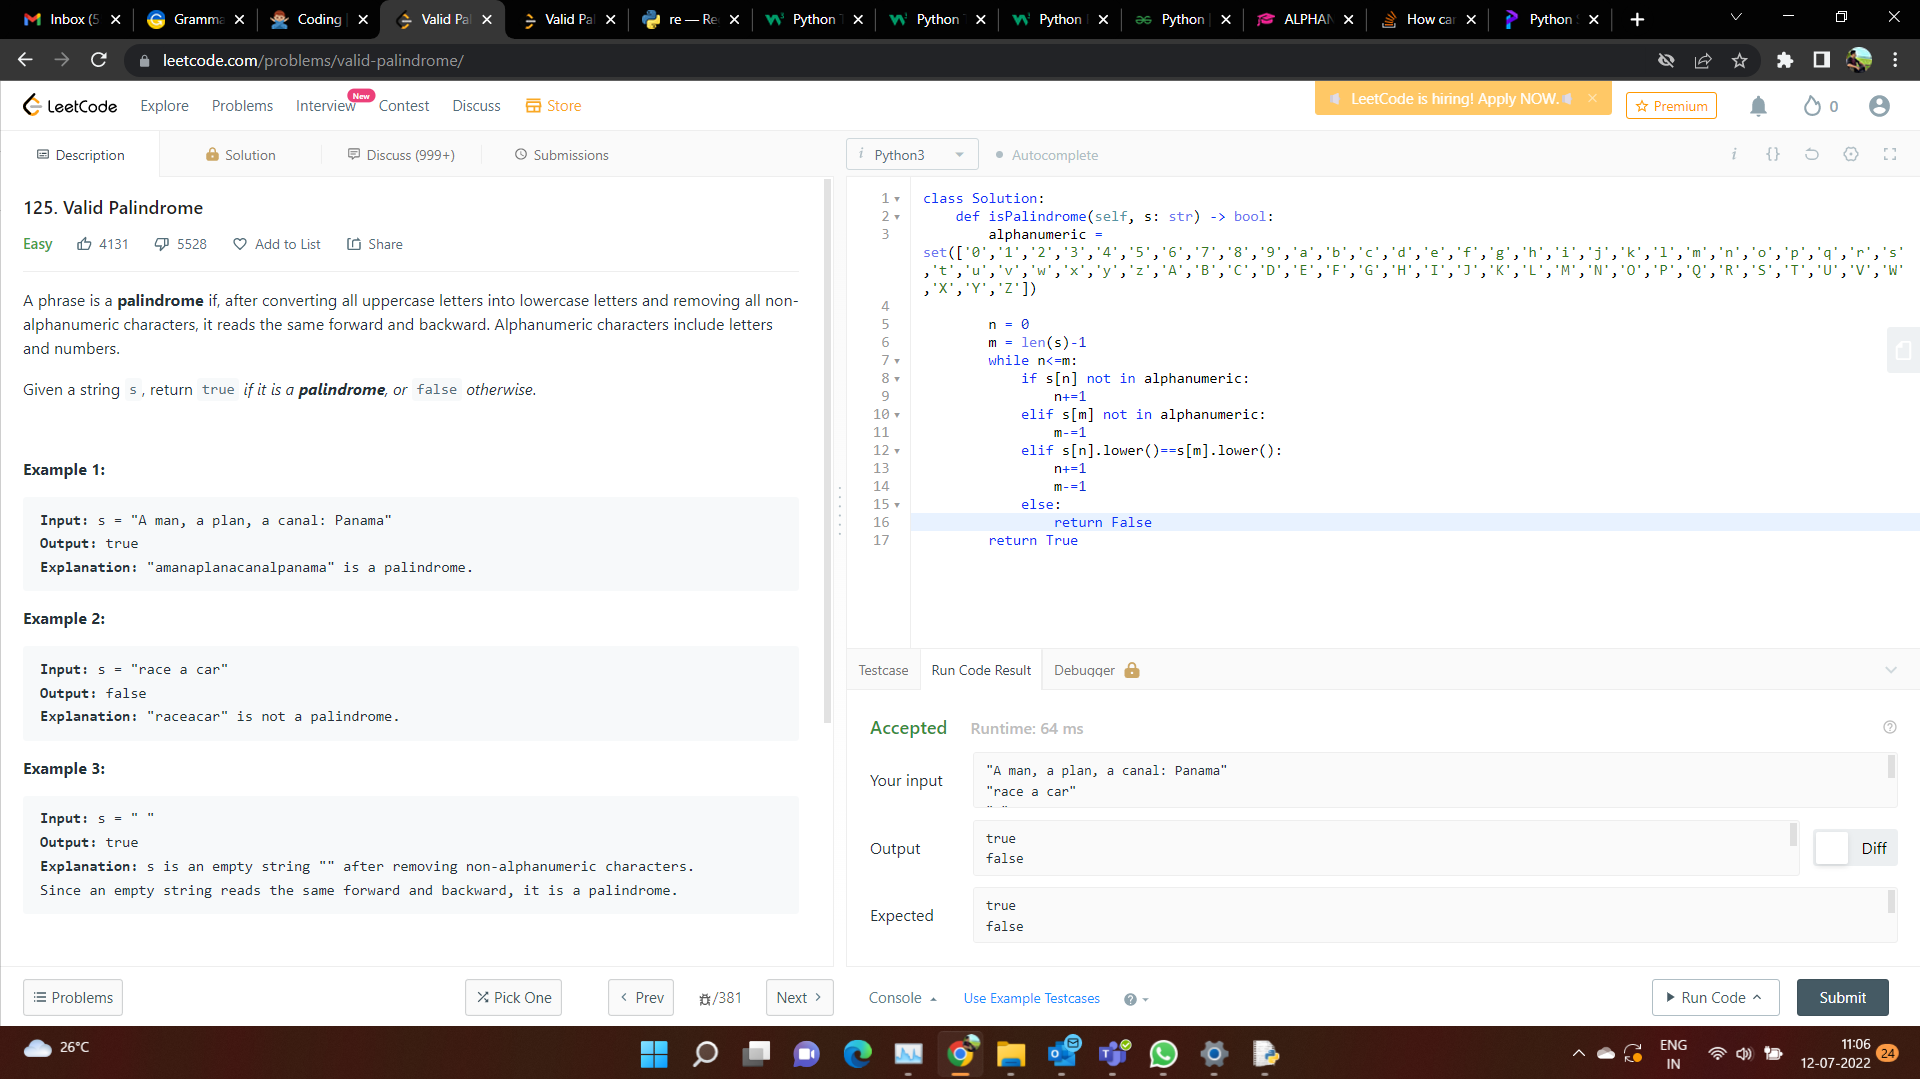 Inbox (5
Gramma
Coding
Valid Pal
Valid Pal
re — Re
Python T
Python
Python
Python
ALPHAN
How ca
Python
leetcode.com/problems/valid-palindrome/
LeetCode
Explore
Problems
Interview
New
Contest
Discuss
Store
LeetCode is hiring! Apply NOW.
Premium
0
Description
Solution
Discuss (999+)
Submissions
Python3
Autocomplete
125. Valid Palindrome
Easy
4131
5528
Add to List
Share
A phrase is a palindrome if, after converting all uppercase letters into lowercase letters and removing all non-
alphanumeric characters, it reads the same forward and backward. Alphanumeric characters include letters
and numbers.
Given a string s, return true if it is a palindrome, or false otherwise.
Example 1:
Input: s = "A man, a plan, a canal: Panama"
Output: true
Explanation: "amanaplanacanalpanama" is a palindrome.
Example 2:
Input: s = "race a car"
Output: false
Explanation: "raceacar" is not a palindrome.
Example 3:
Input: s = " "
Output: true
Explanation: s is an empty string "" after removing non-alphanumeric characters.
Since an empty string reads the same forward and backward, it is a palindrome.
Problems
Pick One
Prev
/381
Next
1 class Solution:
2 def isPalindrome(self, s: str) -> bool:
3 alphanumeric =
set(['0','1','2','3','4','5','6','7','8','9','a','b','c','d','e','f','g','h','i','j','k','l','m','n','o','p','q','r','s'
,'t','u','v','w','x','y','z','A','B','C','D','E','F','G','H','I','J','K','L','M','N','O','P','Q','R','S','T','U','V','W'
,'X','Y','Z'])
4
5 n = 0
6 m = len(s)-1
7 while n<=m:
8 if s[n] not in alphanumeric:
9 n+=1
10 elif s[m] not in alphanumeric:
11 m-=1
12 elif s[n].lower()==s[m].lower():
13 n+=1
14 m-=1
15 else:
16 return False
17 return True
Testcase
Run Code Result
Debugger
Accepted
Runtime: 64 ms
Your input
"A man, a plan, a canal: Panama"
"race a car"
Output
true
false
Diff
Expected
true
false
Console
Use Example Testcases
Run Code
Submit
26°C
ENG
IN
11:06
12-07-2022
24